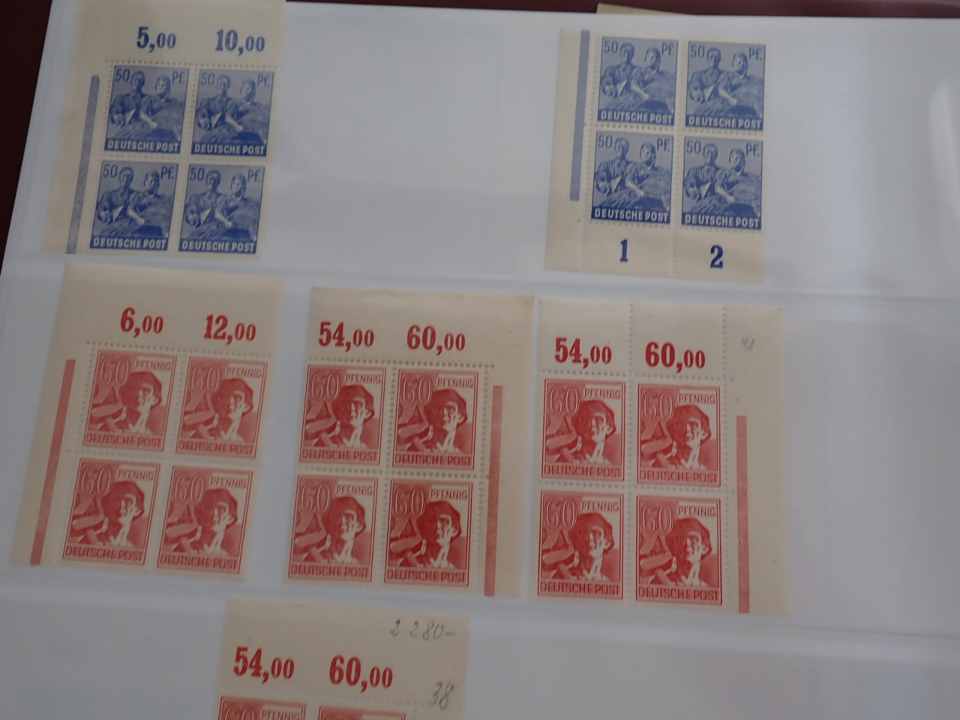 5,00 10,00
50 PF. 50 PF.
DEUTSCHE POST DEUTSCHE POST
50 PF. 50 PF.
DEUTSCHE POST DEUTSCHE POST
50 PF. 50 PF.
DEUTSCHE POST DEUTSCHE POST
50 PF. 50 PF.
DEUTSCHE POST DEUTSCHE POST
1 2
6,00 12,00
60 PFENNIG 60 PFENNIG
DEUTSCHE POST DEUTSCHE POST
60 PFENNIG 60 PFENNIG
DEUTSCHE POST DEUTSCHE POST
54,00 60,00
60 PFENNIG 60 PFENNIG
DEUTSCHE POST DEUTSCHE POST
60 PFENNIG 60 PFENNIG
DEUTSCHE POST DEUTSCHE POST
54,00 60,00
60 PFENNIG 60 PFENNIG
DEUTSCHE POST DEUTSCHE POST
60 PFENNIG 60 PFENNIG
DEUTSCHE POST DEUTSCHE POST
2 280-
54,00 60,00
38
60 PFENNIG 60 PFENNIG